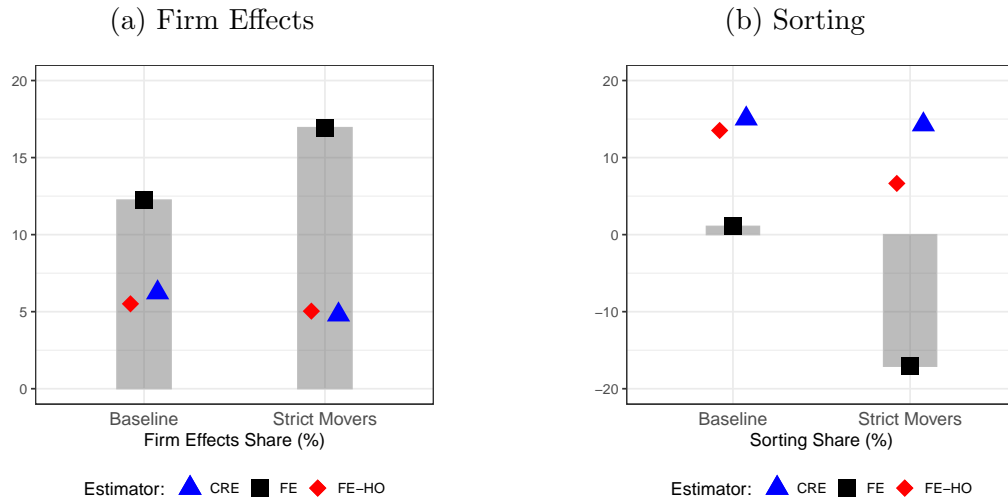 (a) Firm Effects
20
15
10
5
0
Baseline Strict Movers
Firm Effects Share (%)
Estimator: CRE FE FE−HO
(b) Sorting
20
10
0
−10
−20
Baseline Strict Movers
Sorting Share (%)
Estimator: CRE FE FE−HO